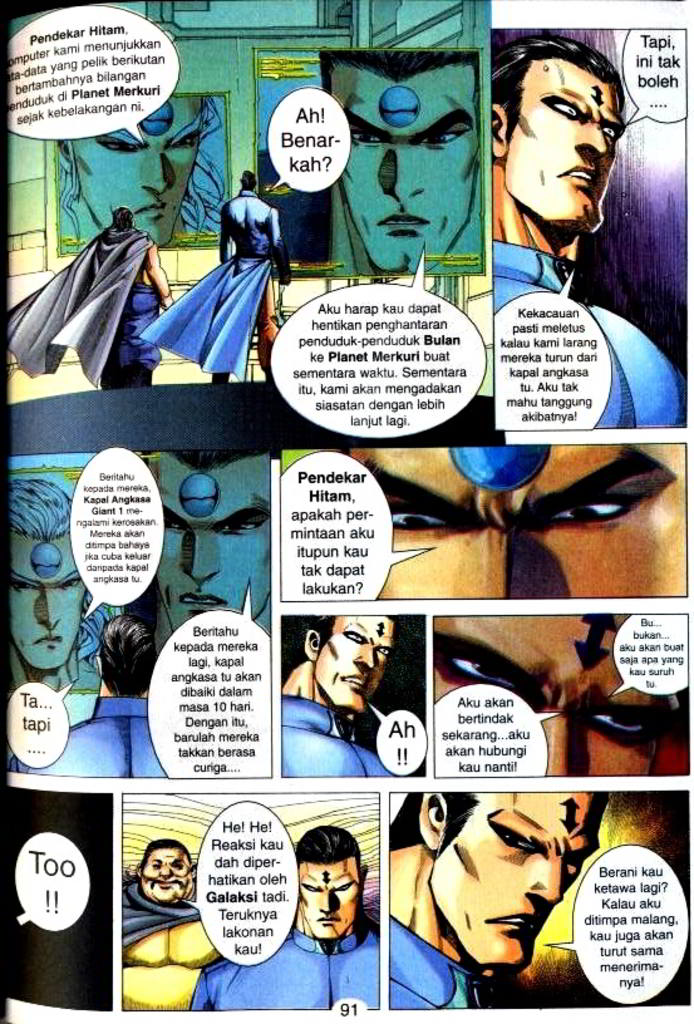 Pendekar Hitam,
omputer kami menunjukkan
ata-data yang pelik berikutan
bertambahnya bilangan
enduduk di Planet Merkuri
sejak kebelakangan ni.
Ah!
Benar-
kah?
Tapi,
ini tak
boleh
....
Aku harap kau dapat
hentikan penghantaran
penduduk-penduduk Bulan
ke Planet Merkuri buat
sementara waktu. Sementara
itu, kami akan mengadakan
siasatan dengan lebih
lanjut lagi.
Kekacauan
pasti meletus
kalau kami larang
mereka turun dari
kapal angkasa
tu. Aku tak
mahu tanggung
akibatnya!
Beritahu
kepada mereka,
Kapal Angkasa
Giant 1 me-
ngalami kerosakan.
Mereka akan
ditimpa bahaya
jika cuba keluar
daripada kapal
angkasa tu.
Ta...
tapi
....
Beritahu
kepada mereka
lagi, kapal
angkasa tu akan
dibaiki dalam
masa 10 hari.
Dengan itu,
barulah mereka
takkan berasa
curiga....
Pendekar
Hitam,
apakah per-
mintaan aku
itupun kau
tak dapat
lakukan?
Ah
!!
Bu...
bukan...
aku akan buat
saja apa yang
kau suruh
tu.
Aku akan
bertindak
sekarang...aku
akan hubungi
kau nanti!
Too
!!
He! He!
Reaksi kau
dah diper-
hatikan oleh
Galaksi tadi.
Teruknya
lakonan
kau!
Berani kau
ketawa lagi?
Kalau aku
ditimpa malang,
kau juga akan
turut sama
menerima-
nya!
91